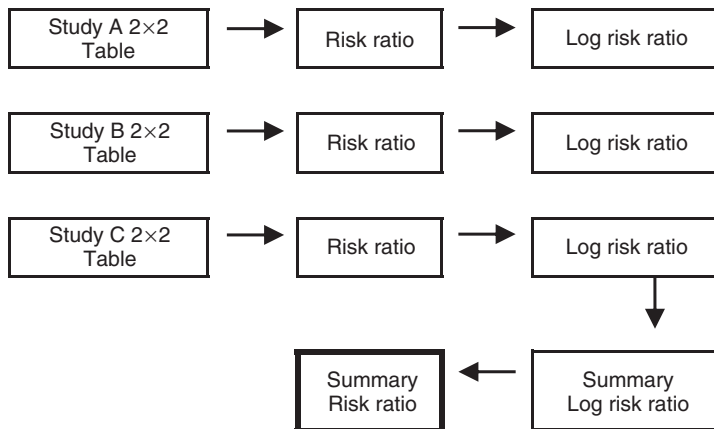 Study A 2×2
Table
Risk ratio
Log risk ratio
Study B 2×2
Table
Risk ratio
Log risk ratio
Study C 2×2
Table
Risk ratio
Log risk ratio
Summary
Risk ratio
Summary
Log risk ratio